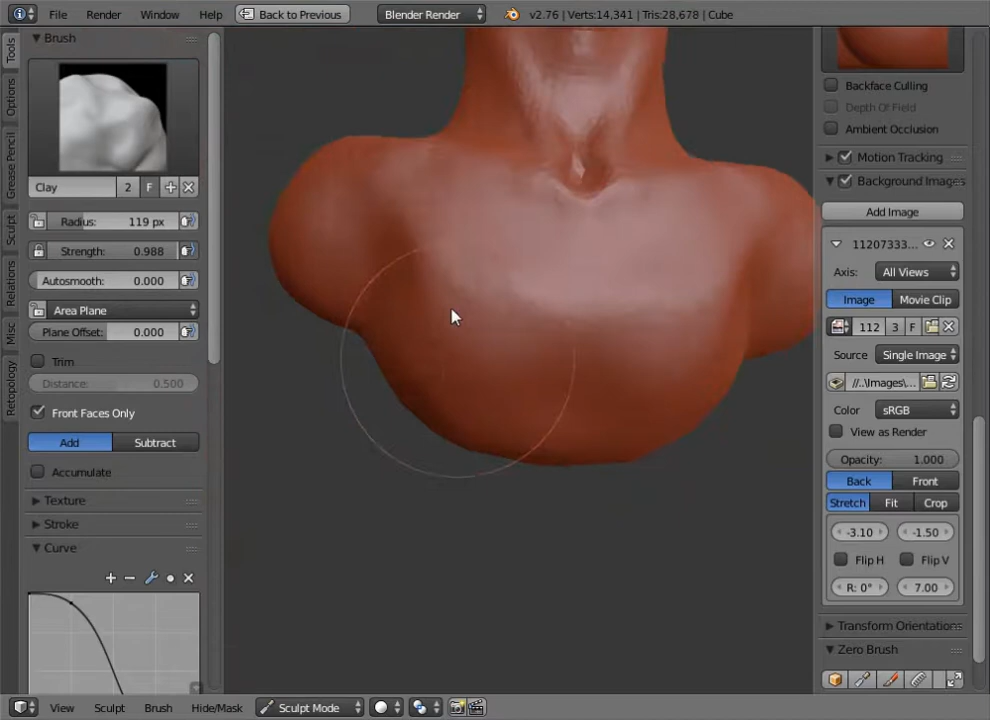 File Render Window Help Back to Previous Blender Render v2.76 | Verts:14,341 | Tris:28,678 | Cube
Tools
Options
Grease Pencil
Sculpt
Relations
Misc
Retopology
Brush
Clay 2 F
Radius: 119 px
Strength: 0.988
Autosmooth: 0.000
Area Plane
Plane Offset: 0.000
Trim
Distance: 0.500
Front Faces Only
Add Subtract
Accumulate
Texture
Stroke
Curve
Backface Culling
Depth Of Field
Ambient Occlusion
Motion Tracking
Background Images
Add Image
11207333...
Axis: All Views
Image Movie Clip
112 3 F
Source Single Image
//..\Images\...
Color sRGB
View as Render
Opacity: 1.000
Back Front
Stretch Fit Crop
-3.10 -1.50
Flip H Flip V
R: 0° 7.00
Transform Orientations
Zero Brush
View Sculpt Brush Hide/Mask Sculpt Mode